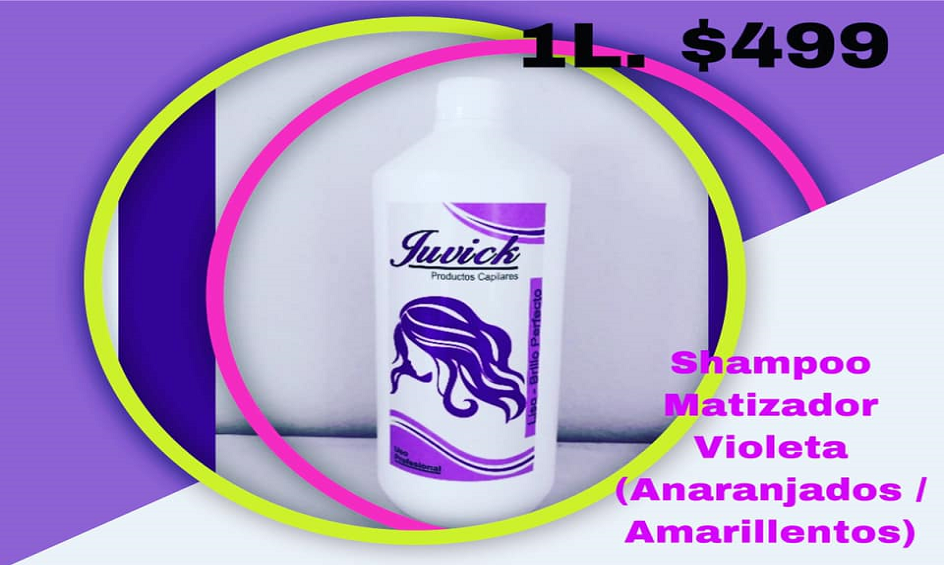 1L. $499
Juvick
Productos Capilares
Liso - Brillo Perfecto
Uso
Profesional
Shampoo
Matizador
Violeta
(Anaranjados /
Amarillentos)